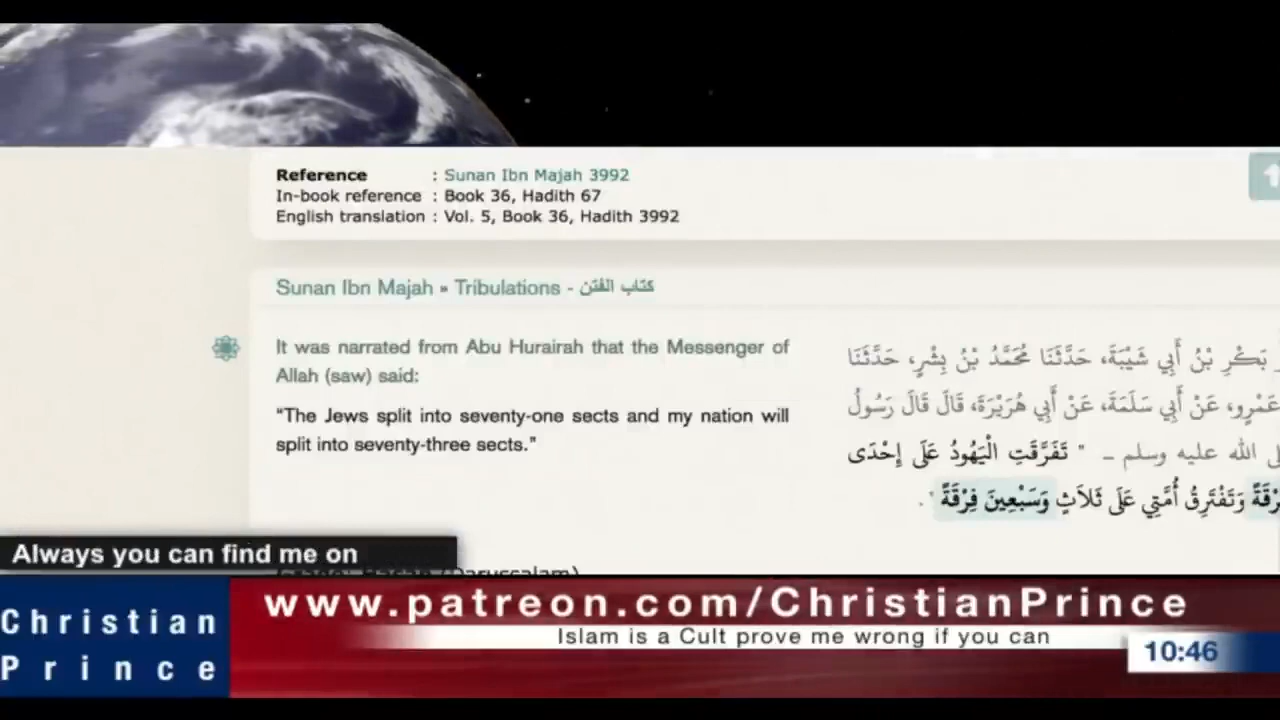 Reference : Sunan Ibn Majah 3992
In-book reference : Book 36, Hadith 67
English translation : Vol. 5, Book 36, Hadith 3992
Sunan Ibn Majah » Tribulations - كتاب الفتن
It was narrated from Abu Hurairah that the Messenger of
Allah (saw) said:
“The Jews split into seventy-one sects and my nation will
split into seventy-three sects.”
بَكْرِ بْنُ أَبِي شَيْبَةَ، حَدَّثَنَا مُحَمَّدُ بْنُ بِشْرٍ، حَدَّثَنَا
عَمْرٍو، عَنْ أَبِي سَلَمَةَ، عَنْ أَبِي هُرَيْرَةَ، قَالَ قَالَ رَسُولُ
الله عليه وسلم ـ " تَفَرَّقَتِ الْيَهُودُ عَلَى إِحْدَى
وَتَفْتَرِقُ أُمَّتِي عَلَى ثَلاَثٍ وَسَبْعِينَ فِرْقَةً " .
Always you can find me on
(Darussalam)
Christian
Prince
www.patreon.com/ChristianPrince
Islam is a Cult prove me wrong if you can
10:46